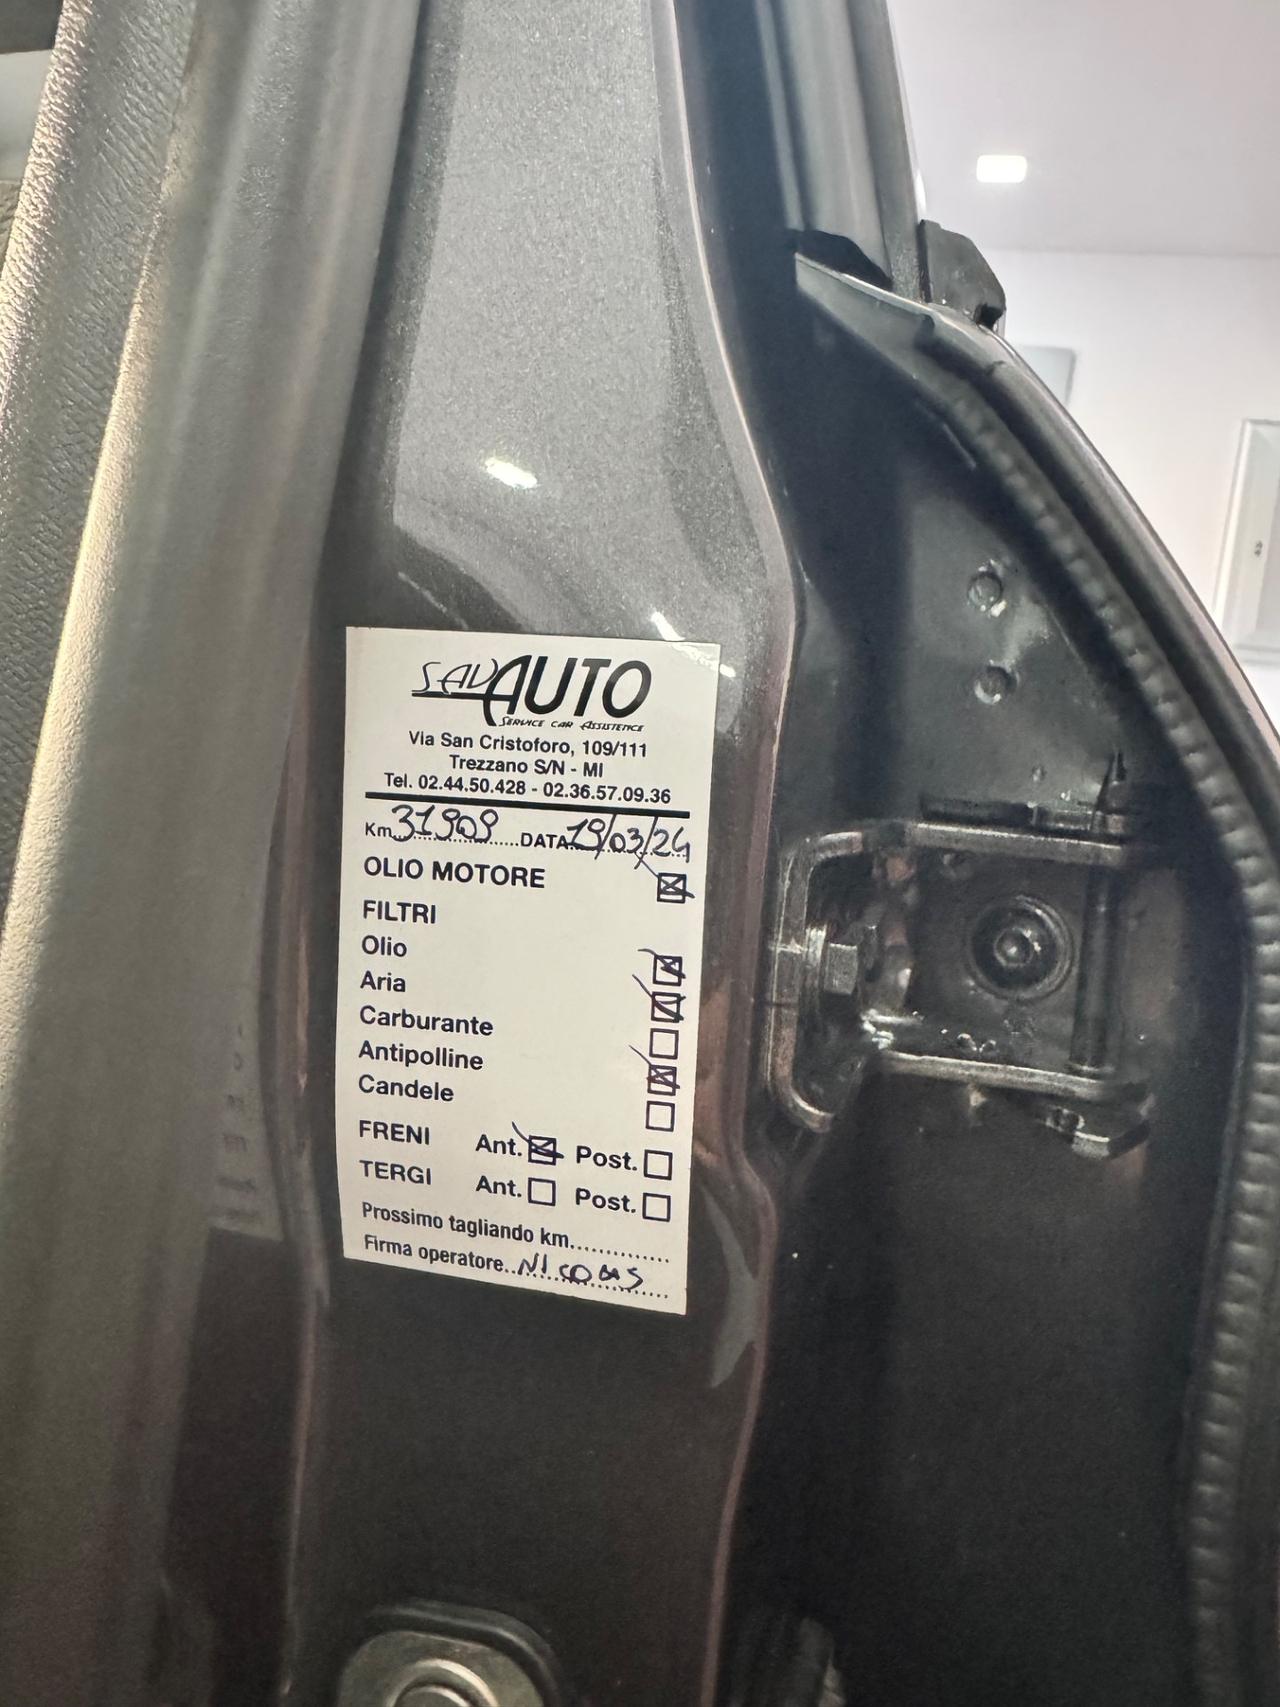 SAV AUTO
SERVICE CAR ASSISTENCE
Via San Cristoforo, 109/111
Trezzano S/N - MI
Tel. 02.44.50.428 - 02.36.57.09.36
Km 31909 DATA 19/03/24
OLIO MOTORE
FILTRI
Olio
Aria
Carburante
Antipolline
Candele
FRENI Ant. Post.
TERGI Ant. Post.
Prossimo tagliando km
Firma operatore